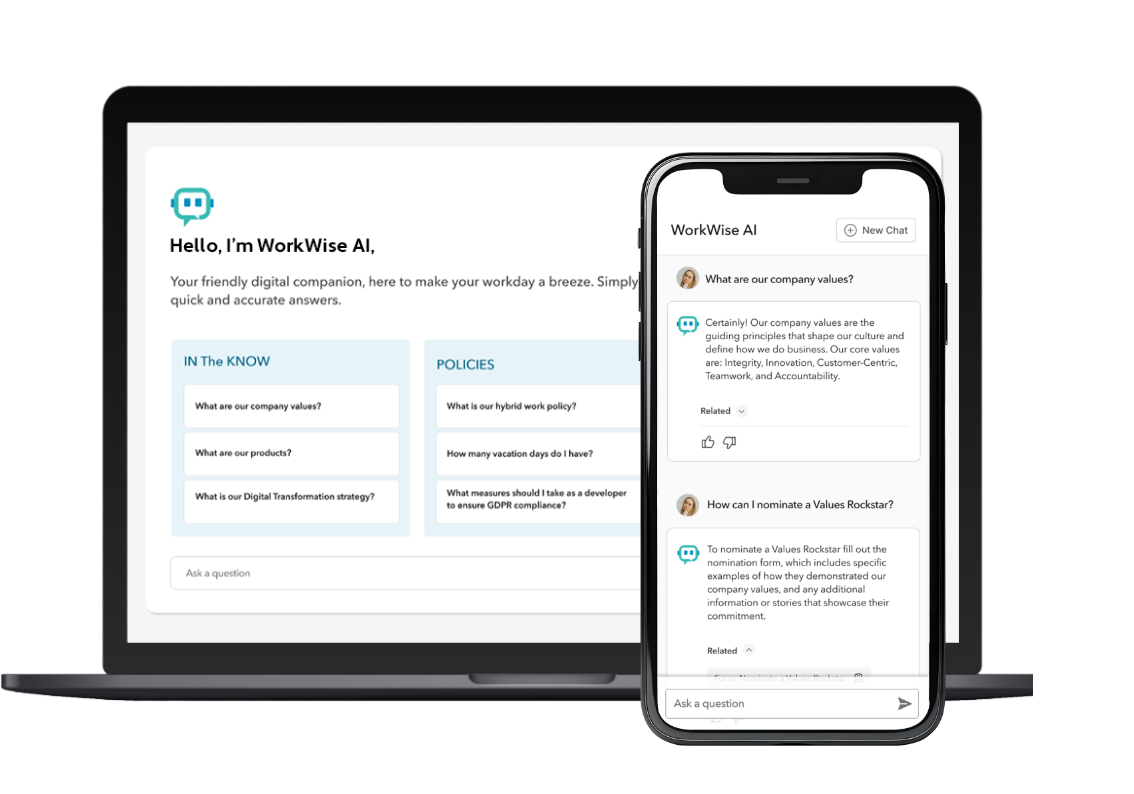 Hello, I'm WorkWise AI,
Your friendly digital companion, here to make your workday a breeze. Simply
quick and accurate answers.
IN The KNOW
What are our company values?
What are our products?
What is our Digital Transformation strategy?
POLICIES
What is our hybrid work policy?
How many vacation days do I have?
What measures should I take as a developer
to ensure GDPR compliance?
Ask a question
WorkWise AI
New Chat
What are our company values?
Certainly! Our company values are the
guiding principles that shape our culture and
define how we do business. Our core values
are: Integrity, Innovation, Customer-Centric,
Teamwork, and Accountability.
Related
How can I nominate a Values Rockstar?
To nominate a Values Rockstar fill out the
nomination form, which includes specific
examples of how they demonstrated our
company values, and any additional
information or stories that showcase their
commitment.
Related
Form: Nominate a Values Rockstar
Ask a question